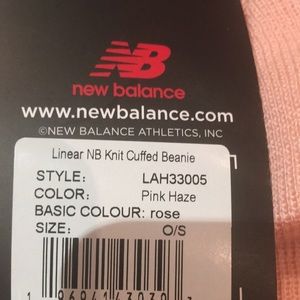 NB
new balance
www.newbalance.com
©NEW BALANCE ATHLETICS, INC
Linear NB Knit Cuffed Beanie
STYLE: LAH33005
COLOR: Pink Haze
BASIC COLOUR: rose
SIZE: O/S